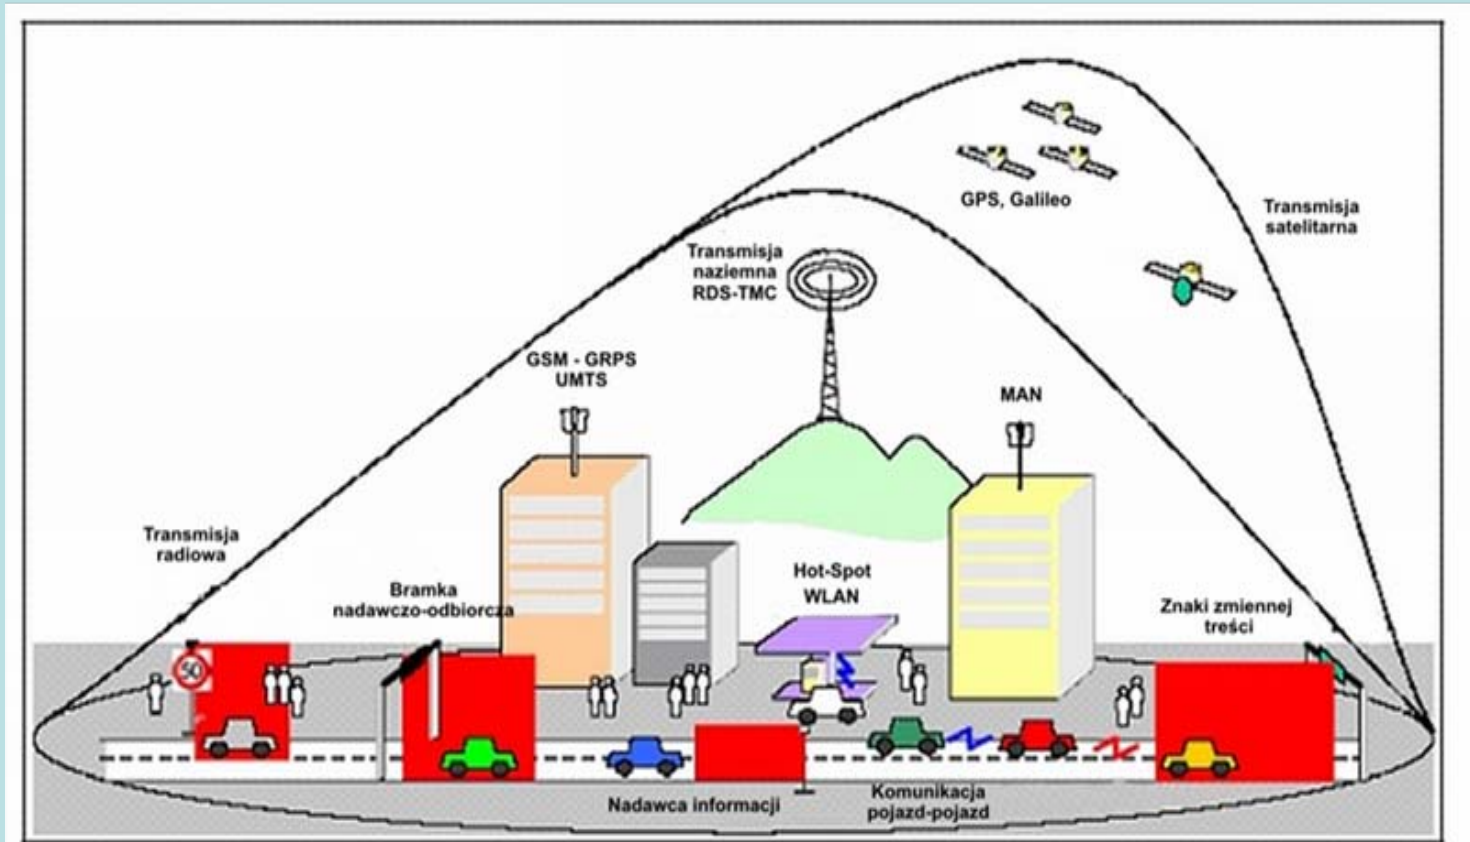 GPS, Galileo
Transmisja
satelitarna
Transmisja
naziemna
RDS-TMC
GSM - GRPS
UMTS
MAN
Transmisja
radiowa
Bramka
nadawczo-odbiorcza
Hot-Spot
WLAN
Znaki zmiennej
treści
50
Nadawca informacji
Komunikacja
pojazd-pojazd